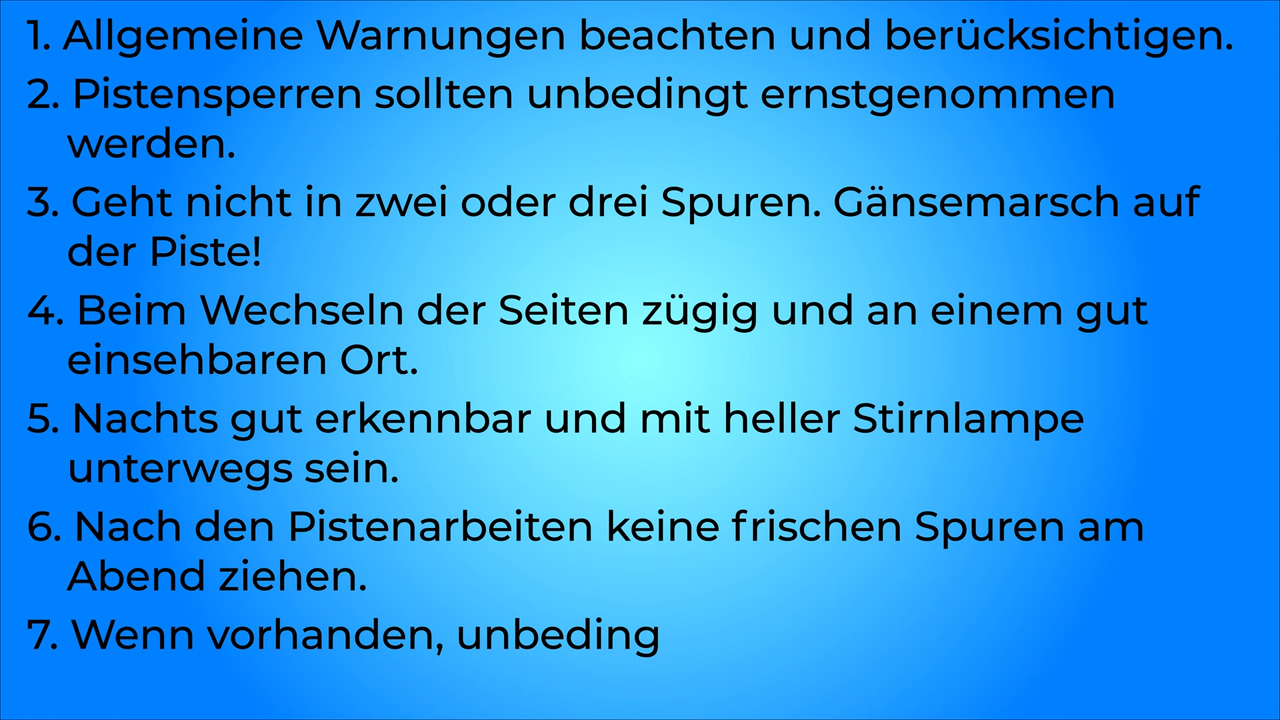 1. Allgemeine Warnungen beachten und berücksichtigen.
2. Pistensperren sollten unbedingt ernstgenommen
werden.
3. Geht nicht in zwei oder drei Spuren. Gänsemarsch auf
der Piste!
4. Beim Wechseln der Seiten zügig und an einem gut
einsehbaren Ort.
5. Nachts gut erkennbar und mit heller Stirnlampe
unterwegs sein.
6. Nach den Pistenarbeiten keine frischen Spuren am
Abend ziehen.
7. Wenn vorhanden, unbeding